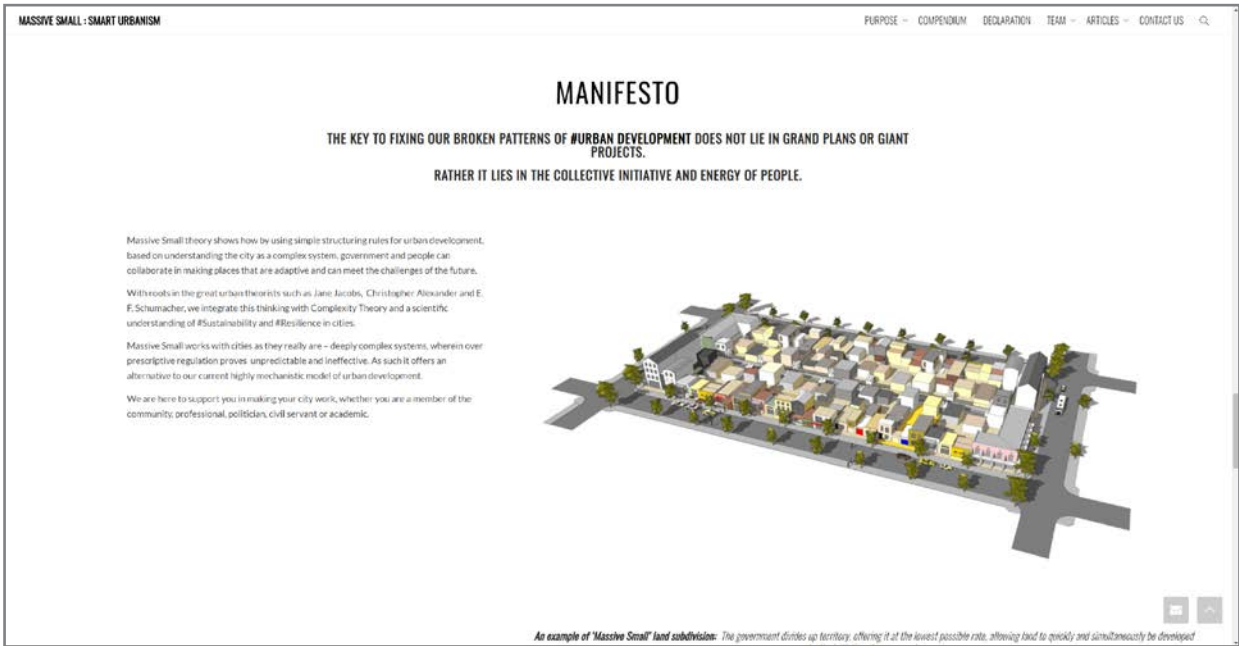 MASSIVE SMALL : SMART URBANISM
PURPOSE COMPENDIUM DECLARATION TEAM ARTICLES CONTACT US
MANIFESTO
THE KEY TO FIXING OUR BROKEN PATTERNS OF #URBAN DEVELOPMENT DOES NOT LIE IN GRAND PLANS OR GIANT
PROJECTS.
RATHER IT LIES IN THE COLLECTIVE INITIATIVE AND ENERGY OF PEOPLE.
Massive Small theory shows how by using simple structuring rules for urban development,
based on understanding the city as a complex system, government and people can
collaborate in making places that are adaptive and can meet the challenges of the future.
With roots in the great urban theorists such as Jane Jacobs, Christopher Alexander and E.
F. Schumacher, we integrate this thinking with Complexity Theory and a scientific
understanding of #Sustainability and #Resilience in cities.
Massive Small works with cities as they really are – deeply complex systems, wherein over
prescriptive regulation proves unpredictable and ineffective. As such it offers an
alternative to our current highly mechanistic model of urban development.
We are here to support you in making your city work, whether you are a member of the
community, professional, politician, civil servant or academic.
An example of 'Massive Small' land subdivision: The government divides up territory, offering it at the lowest possible rate, allowing land to quickly and simultaneously be developed